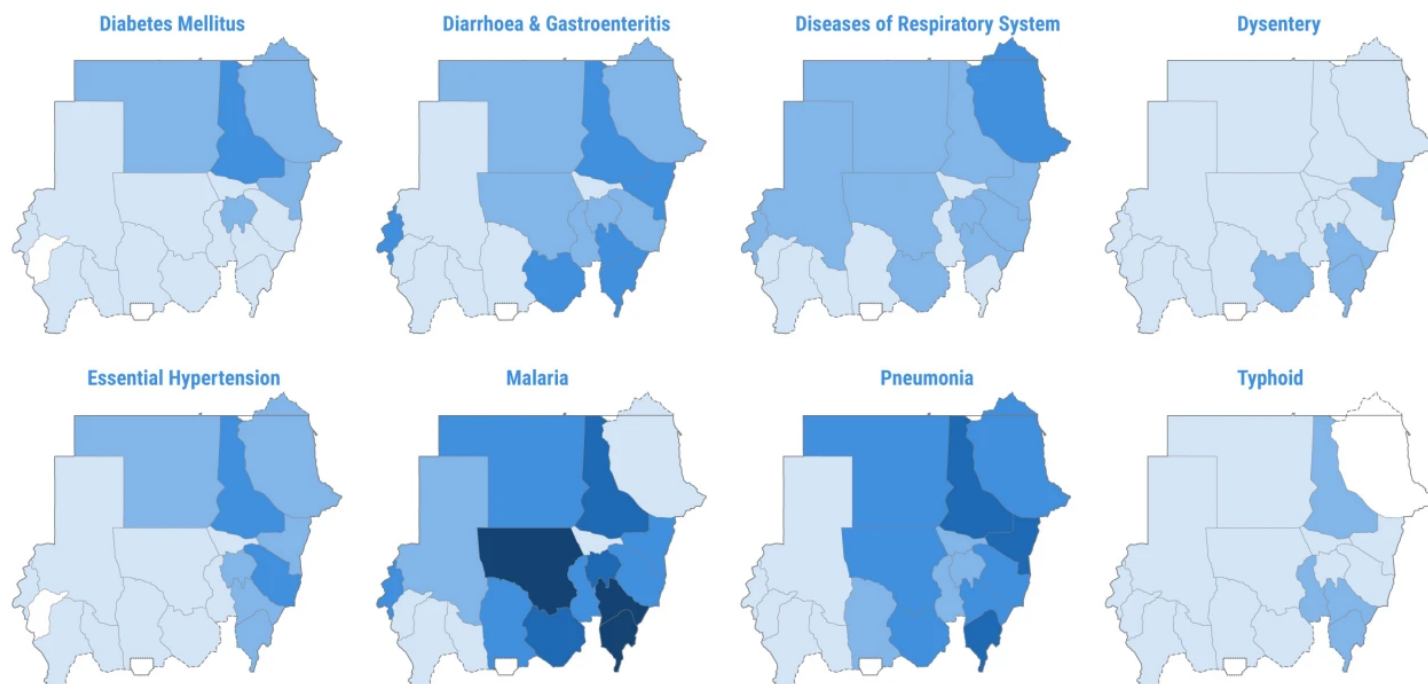 Diabetes Mellitus
Diarrhoea & Gastroenteritis
Diseases of Respiratory System
Dysentery
Essential Hypertension
Malaria
Pneumonia
Typhoid